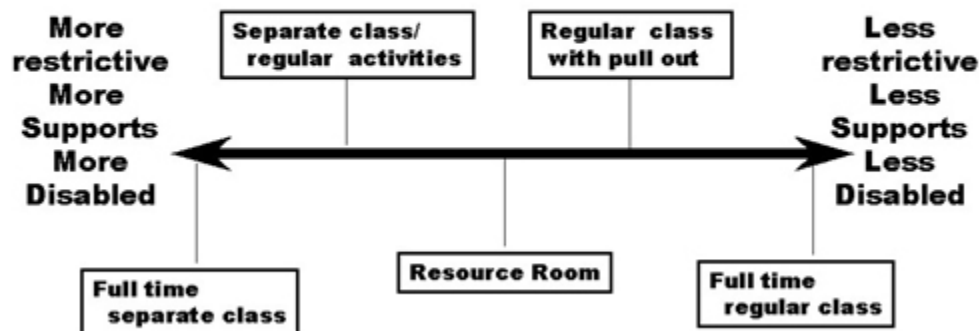 More
restrictive
More
Supports
More
Disabled
Separate class/
regular activities
Regular class
with pull out
Less
restrictive
Less
Supports
Less
Disabled
Full time
separate class
Resource Room
Full time
regular class